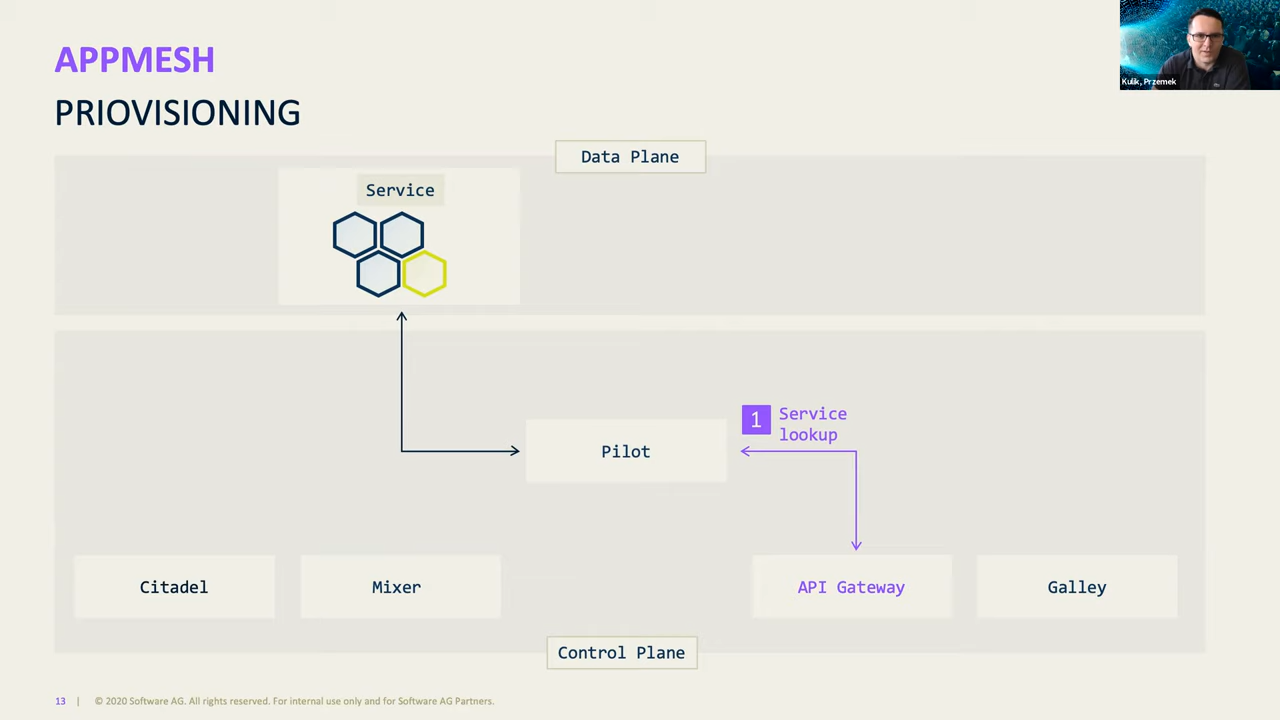 APPMESH
PRIOVISIONING
Kulik, Przemek
Data Plane
Service
1 Service
lookup
Pilot
Citadel
Mixer
API Gateway
Galley
Control Plane
13 | © 2020 Software AG. All rights reserved. For internal use only and for Software AG Partners.